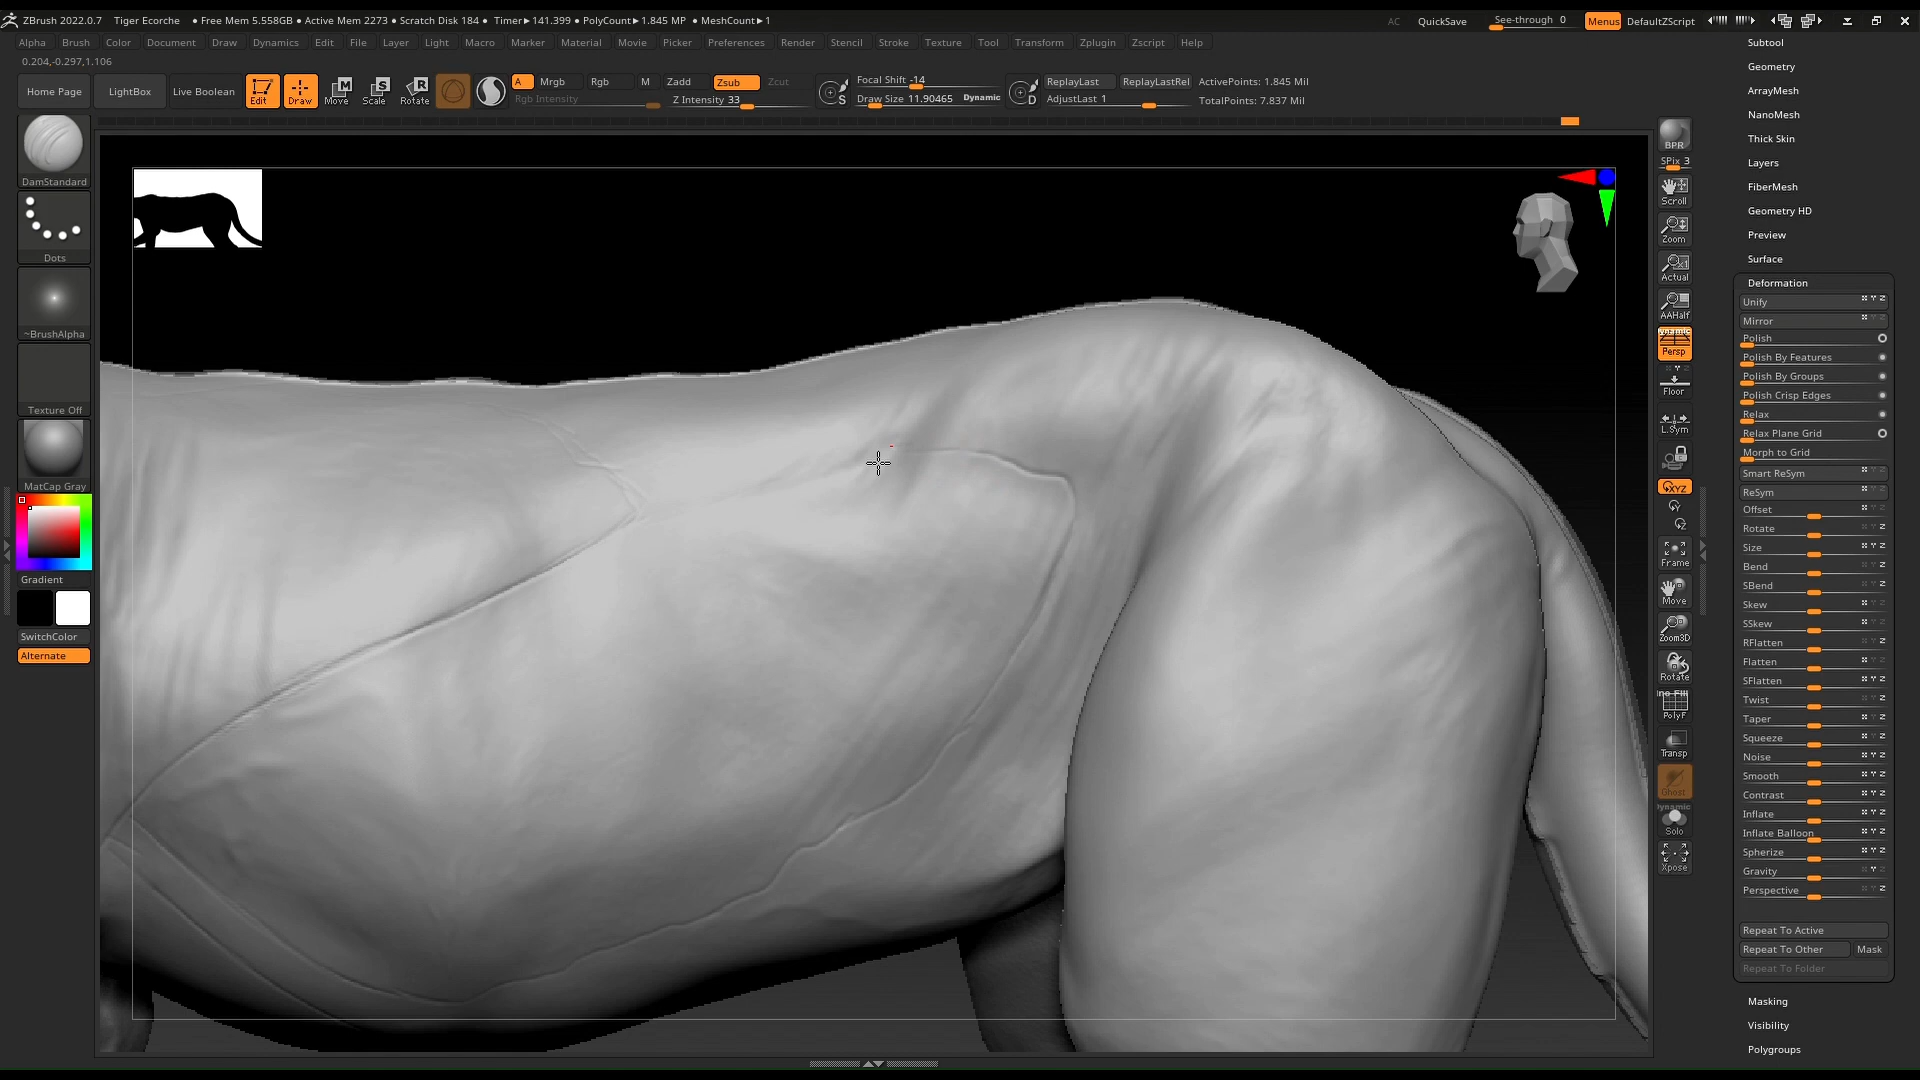 ZBrush 2022.0.7 Tiger Ecorche • Free Mem 5.558GB • Active Mem 2273 • Scratch Disk 184 • Timer►141.399 • PolyCount►1.845 MP • MeshCount►1 AC QuickSave See-through 0 Menus DefaultZScript
Alpha Brush Color Document Draw Dynamics Edit File Layer Light Macro Marker Material Movie Picker Preferences Render Stencil Stroke Texture Tool Transform Zplugin Zscript Help
0.204,-0.297,1.106
Home Page
LightBox
Live Boolean
Edit
Draw
Move
Scale
Rotate
A Mrgb Rgb M Zadd Zsub Zcut
Rgb Intensity Z Intensity 33
S
Focal Shift -14
Draw Size 11.90465 Dynamic
D
ReplayLast ReplayLastRel ActivePoints: 1.845 Mil
AdjustLast 1 TotalPoints: 7.837 Mil
DamStandard
Dots
~BrushAlpha
Texture Off
MatCap Gray
Gradient
SwitchColor
Alternate
BPR
SPix 3
Scroll
Zoom
Actual
AAHalf
Persp
Floor
L.Sym
XYZ
Frame
Move
Zoom3D
Rotate
PolyF
Transp
Ghost
Dynamic
Solo
Xpose
Subtool
Geometry
ArrayMesh
NanoMesh
Thick Skin
Layers
FiberMesh
Geometry HD
Preview
Surface
Deformation
Unify
Mirror
Polish
Polish By Features
Polish By Groups
Polish Crisp Edges
Relax
Relax Plane Grid
Morph to Grid
Smart ReSym
ReSym
Offset
Rotate
Size
Bend
SBend
Skew
SSkew
RFlatten
Flatten
SFlatten
Twist
Taper
Squeeze
Noise
Smooth
Contrast
Inflate
Inflate Balloon
Spherize
Gravity
Perspective
Repeat To Active
Repeat To Other Mask
Repeat To Folder
Masking
Visibility
Polygroups